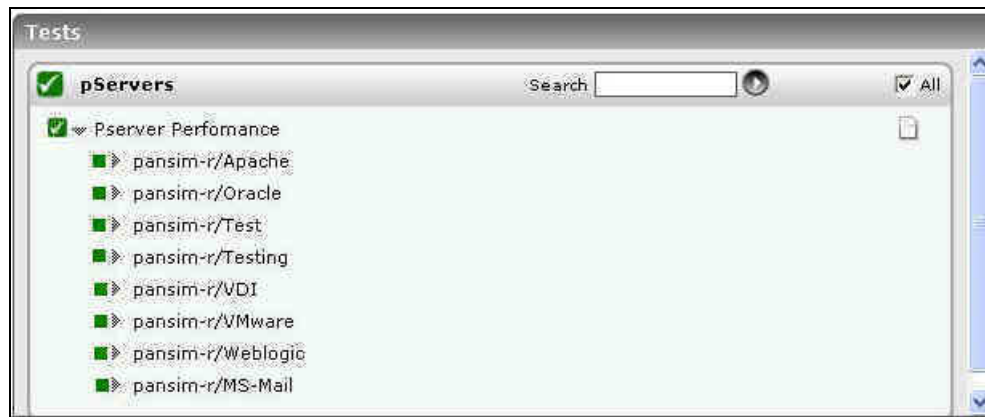 Tests
pServers Search All
Pserver Perfomance
pansim-r/Apache
pansim-r/Oracle
pansim-r/Test
pansim-r/Testing
pansim-r/VDI
pansim-r/VMware
pansim-r/Weblogic
pansim-r/MS-Mail